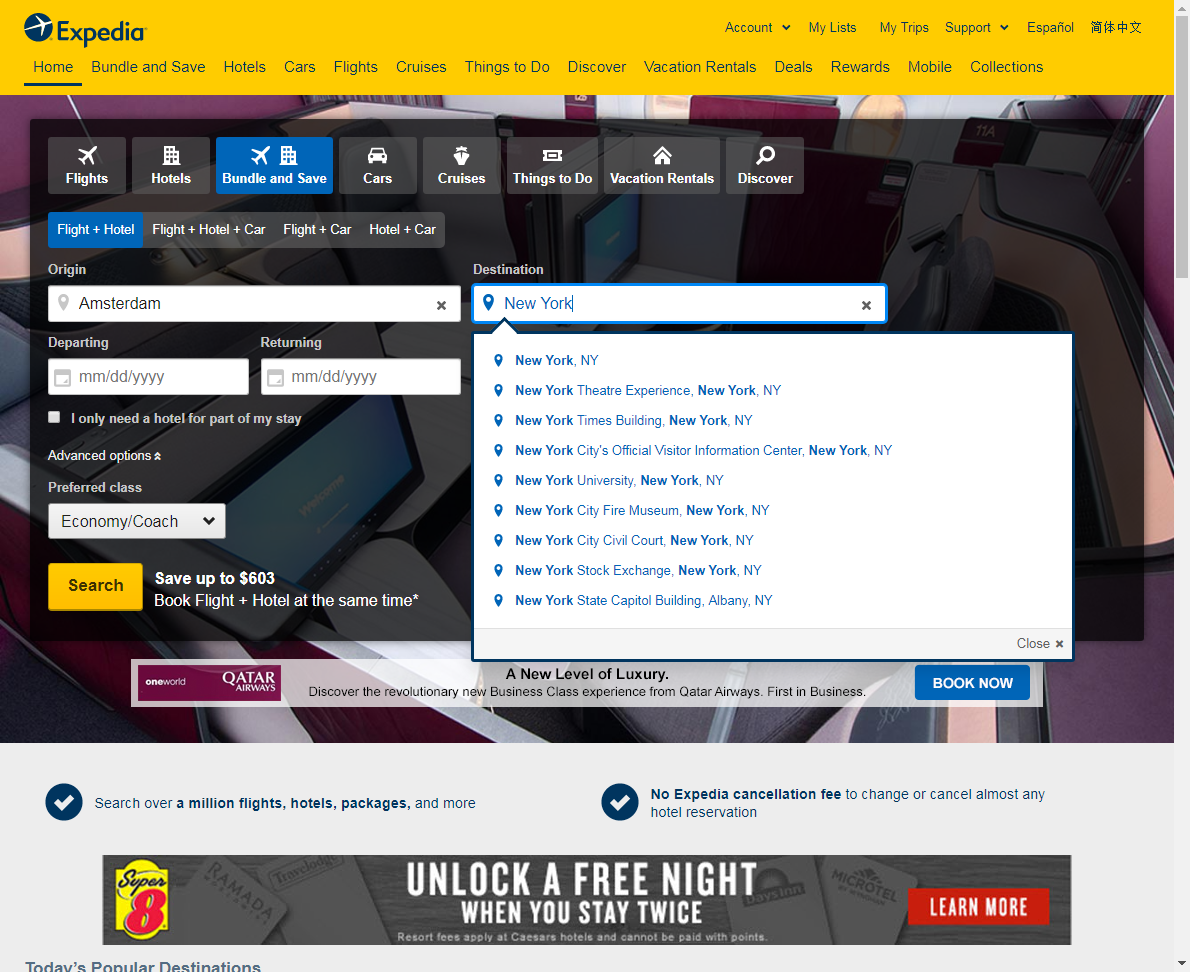 Expedia
Account My Lists My Trips Support Español 简体中文
Home Bundle and Save Hotels Cars Flights Cruises Things to Do Discover Vacation Rentals Deals Rewards Mobile Collections
11A
Flights Hotels Bundle and Save Cars Cruises Things to Do Vacation Rentals Discover
Flight + Hotel Flight + Hotel + Car Flight + Car Hotel + Car
Origin Destination
Amsterdam New York
Departing Returning
mm/dd/yyyy mm/dd/yyyy
I only need a hotel for part of my stay
Advanced options
Preferred class
Economy/Coach
Welcome
Search
Save up to $603
Book Flight + Hotel at the same time*
New York, NY
New York Theatre Experience, New York, NY
New York Times Building, New York, NY
New York City's Official Visitor Information Center, New York, NY
New York University, New York, NY
New York City Fire Museum, New York, NY
New York City Civil Court, New York, NY
New York Stock Exchange, New York, NY
New York State Capitol Building, Albany, NY
Close
oneworld QATAR AIRWAYS
A New Level of Luxury.
Discover the revolutionary new Business Class experience from Qatar Airways. First in Business.
BOOK NOW
Search over a million flights, hotels, packages, and more
No Expedia cancellation fee to change or cancel almost any
hotel reservation
Super 8
RAMADA
Travelodge
UNLOCK A FREE NIGHT
WHEN YOU STAY TWICE
Resort fees apply at Caesars hotels and cannot be paid with points.
Days Inn
MICROTEL
LEARN MORE
Today's Popular Destinations